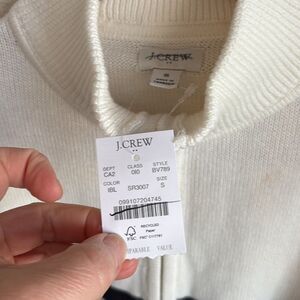 J.CREW
J.CREW
DEPT CLASS STYLE
CA2 010 BV789
COLOR SIZE
IBL SR3007 S
099107204745
FSC
RECYCLED
Paper
COMPARABLE VALUE